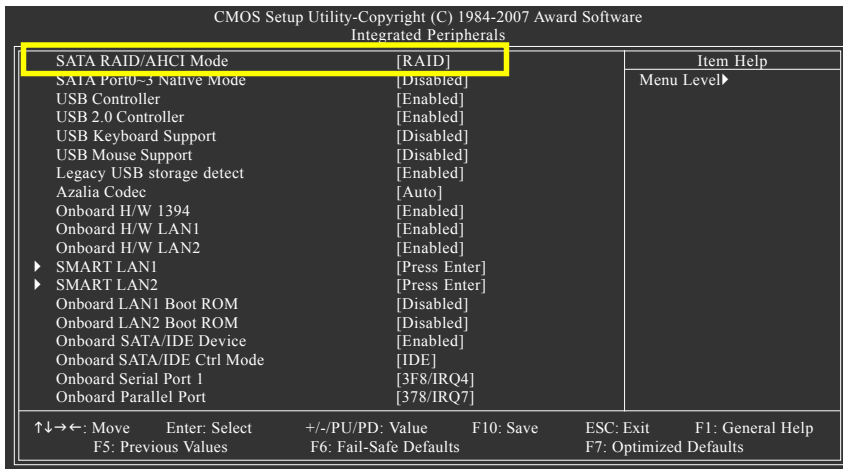 CMOS Setup Utility-Copyright (C) 1984-2007 Award Software
Integrated Peripherals
SATA RAID/AHCI Mode [RAID] Item Help
SATA Port0~3 Native Mode [Disabled] Menu Level▶
USB Controller [Enabled]
USB 2.0 Controller [Enabled]
USB Keyboard Support [Disabled]
USB Mouse Support [Disabled]
Legacy USB storage detect [Enabled]
Azalia Codec [Auto]
Onboard H/W 1394 [Enabled]
Onboard H/W LAN1 [Enabled]
Onboard H/W LAN2 [Enabled]
▶ SMART LAN1 [Press Enter]
▶ SMART LAN2 [Press Enter]
Onboard LAN1 Boot ROM [Disabled]
Onboard LAN2 Boot ROM [Disabled]
Onboard SATA/IDE Device [Enabled]
Onboard SATA/IDE Ctrl Mode [IDE]
Onboard Serial Port 1 [3F8/IRQ4]
Onboard Parallel Port [378/IRQ7]
↑↓→←: Move Enter: Select +/-/PU/PD: Value F10: Save ESC: Exit F1: General Help
F5: Previous Values F6: Fail-Safe Defaults F7: Optimized Defaults